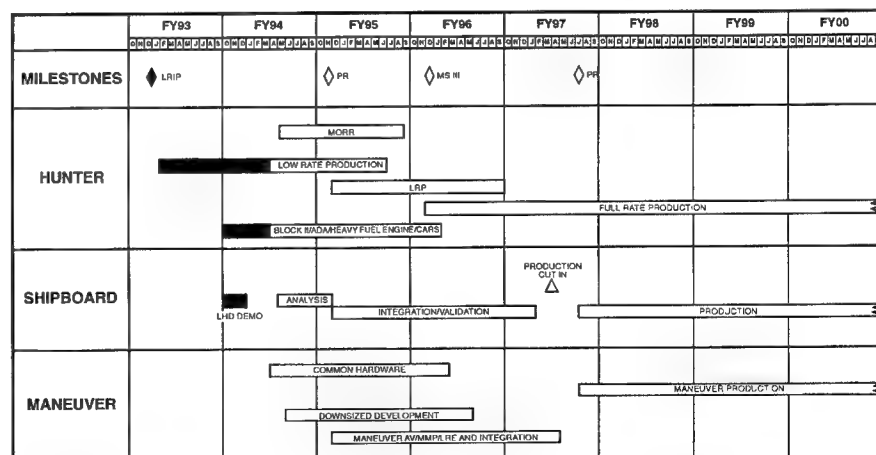 FY93 FY94 FY95 FY96 FY97 FY98 FY99 FY00
O N D J F M A M J J A S O N D J F M A M J J A S O N D J F M A M J J A S O N D J F M A M J J A S O N D J F M A M J J A S O N D J F M A M J J A S O N D J F M A M J J A S O N D J F M A M J J A
MILESTONES LRIP PR MS III PR
HUNTER
MORR
LOW RATE PRODUCTION
LRP
FULL RATE PRODUCTION
BLOCK II/ADA/HEAVY FUEL ENGINE/CARS
SHIPBOARD
PRODUCTION
CUT IN
ANALYSIS
LHD DEMO
INTEGRATION/VALIDATION
PRODUCTION
MANEUVER
COMMON HARDWARE
MANEUVER PRODUCTION
DOWNSIZED DEVELOPMENT
MANEUVER AV/MMP/LRE AND INTEGRATION